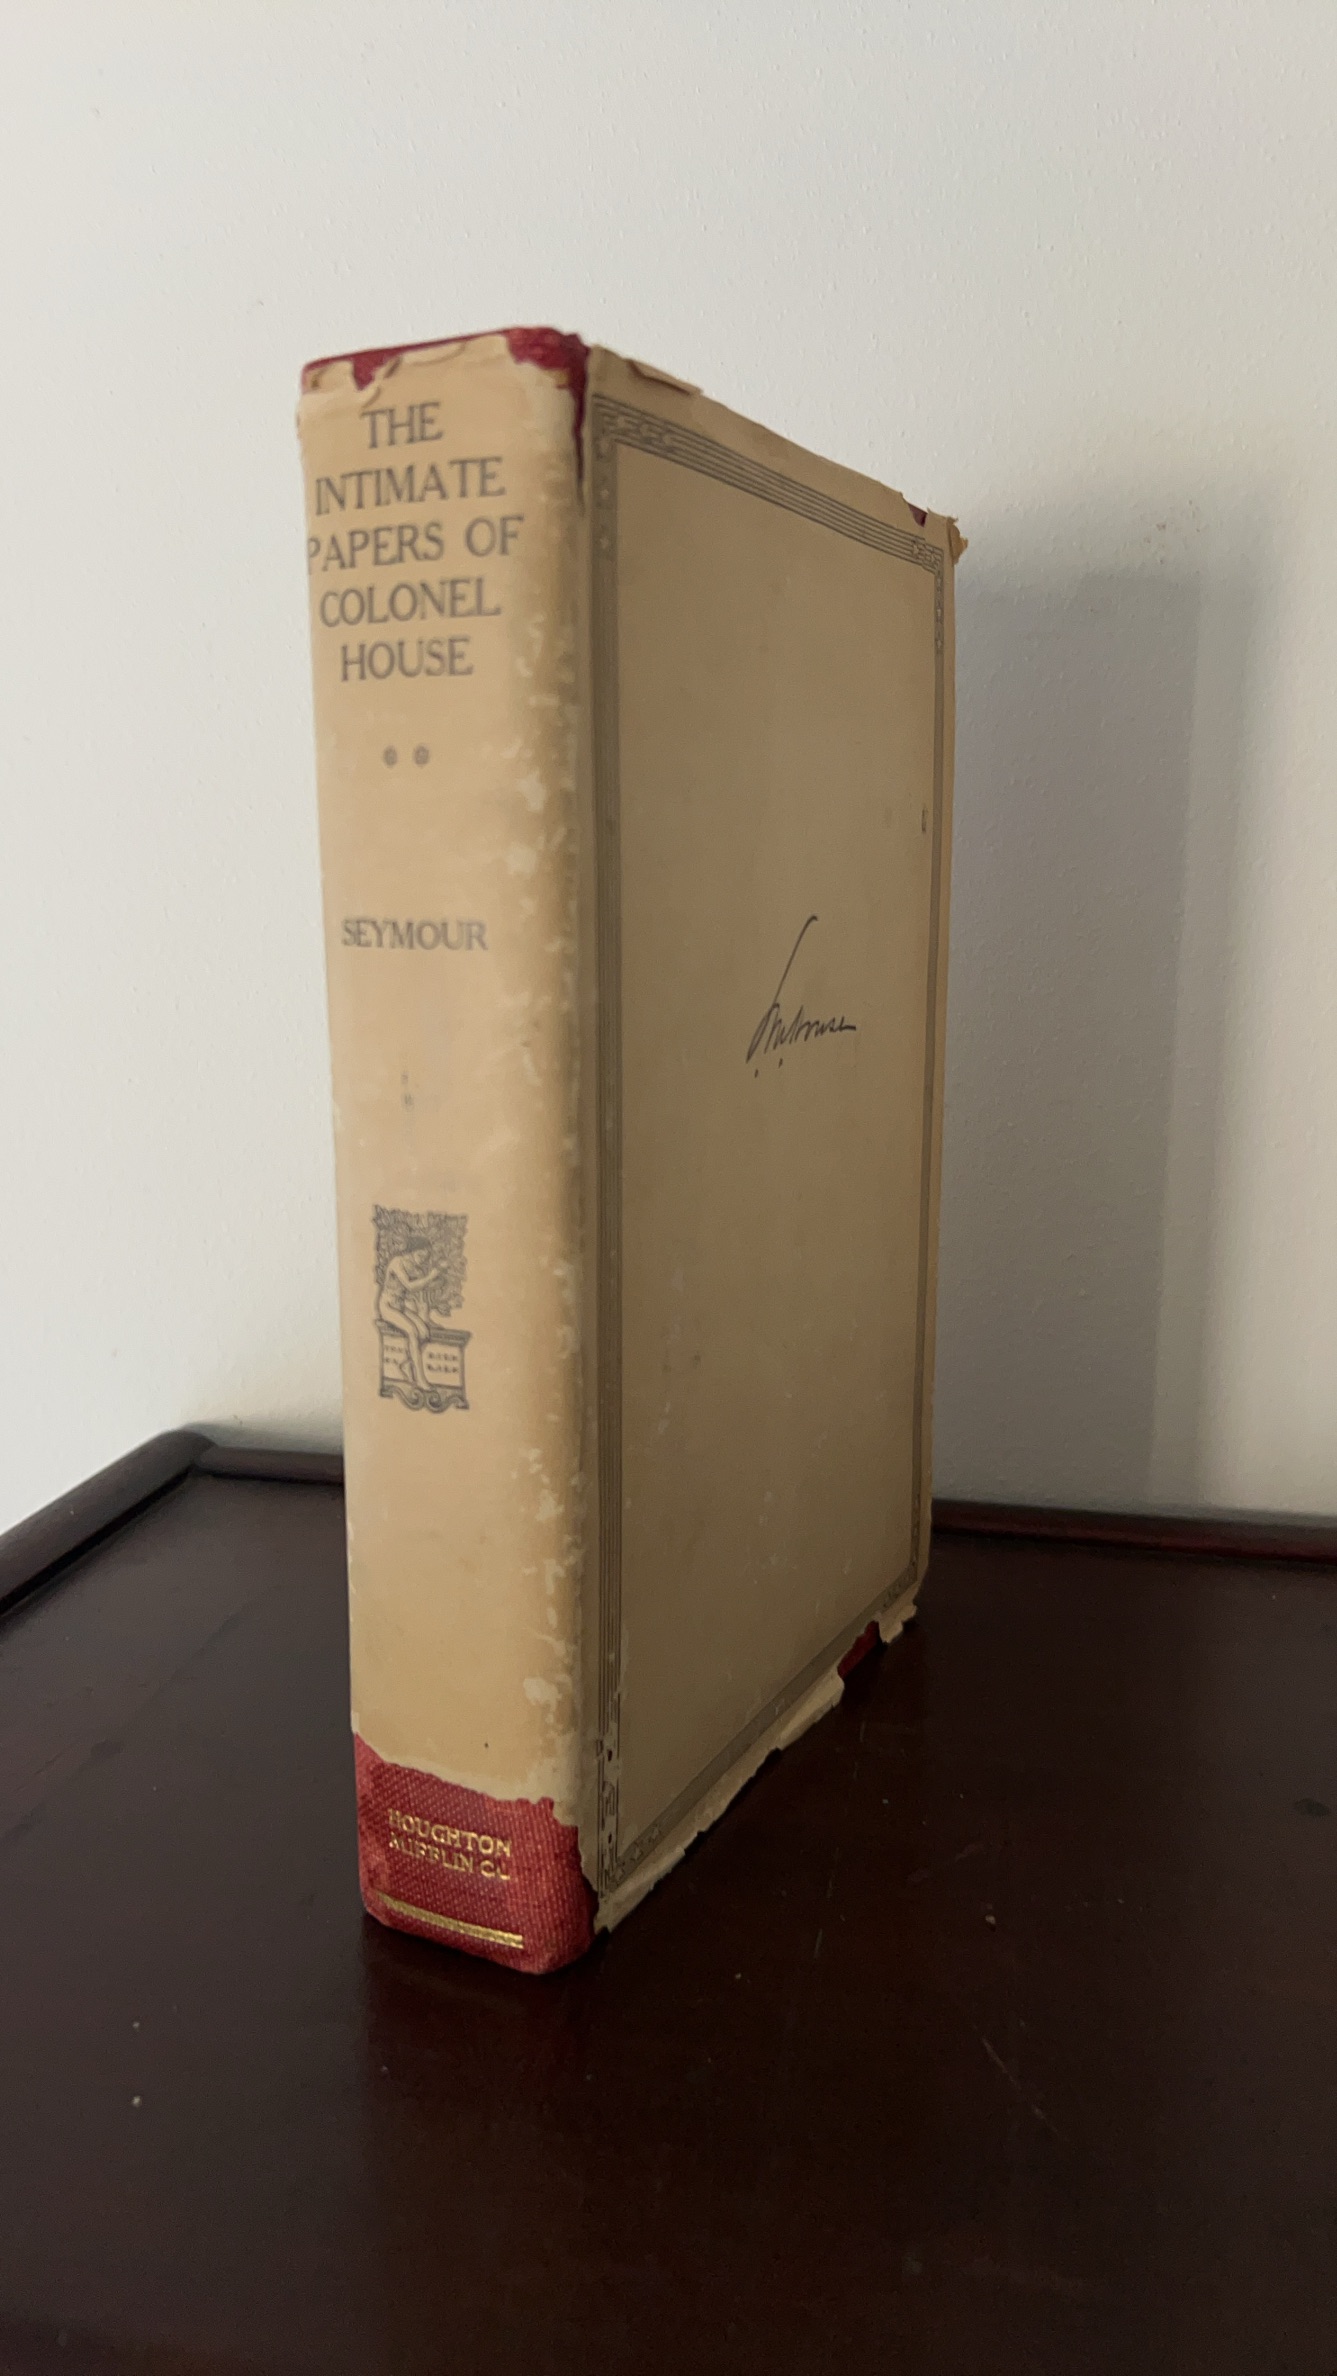 THE
INTIMATE
PAPERS OF
COLONEL
HOUSE
SEYMOUR
HOUGHTON
MIFFLIN CO